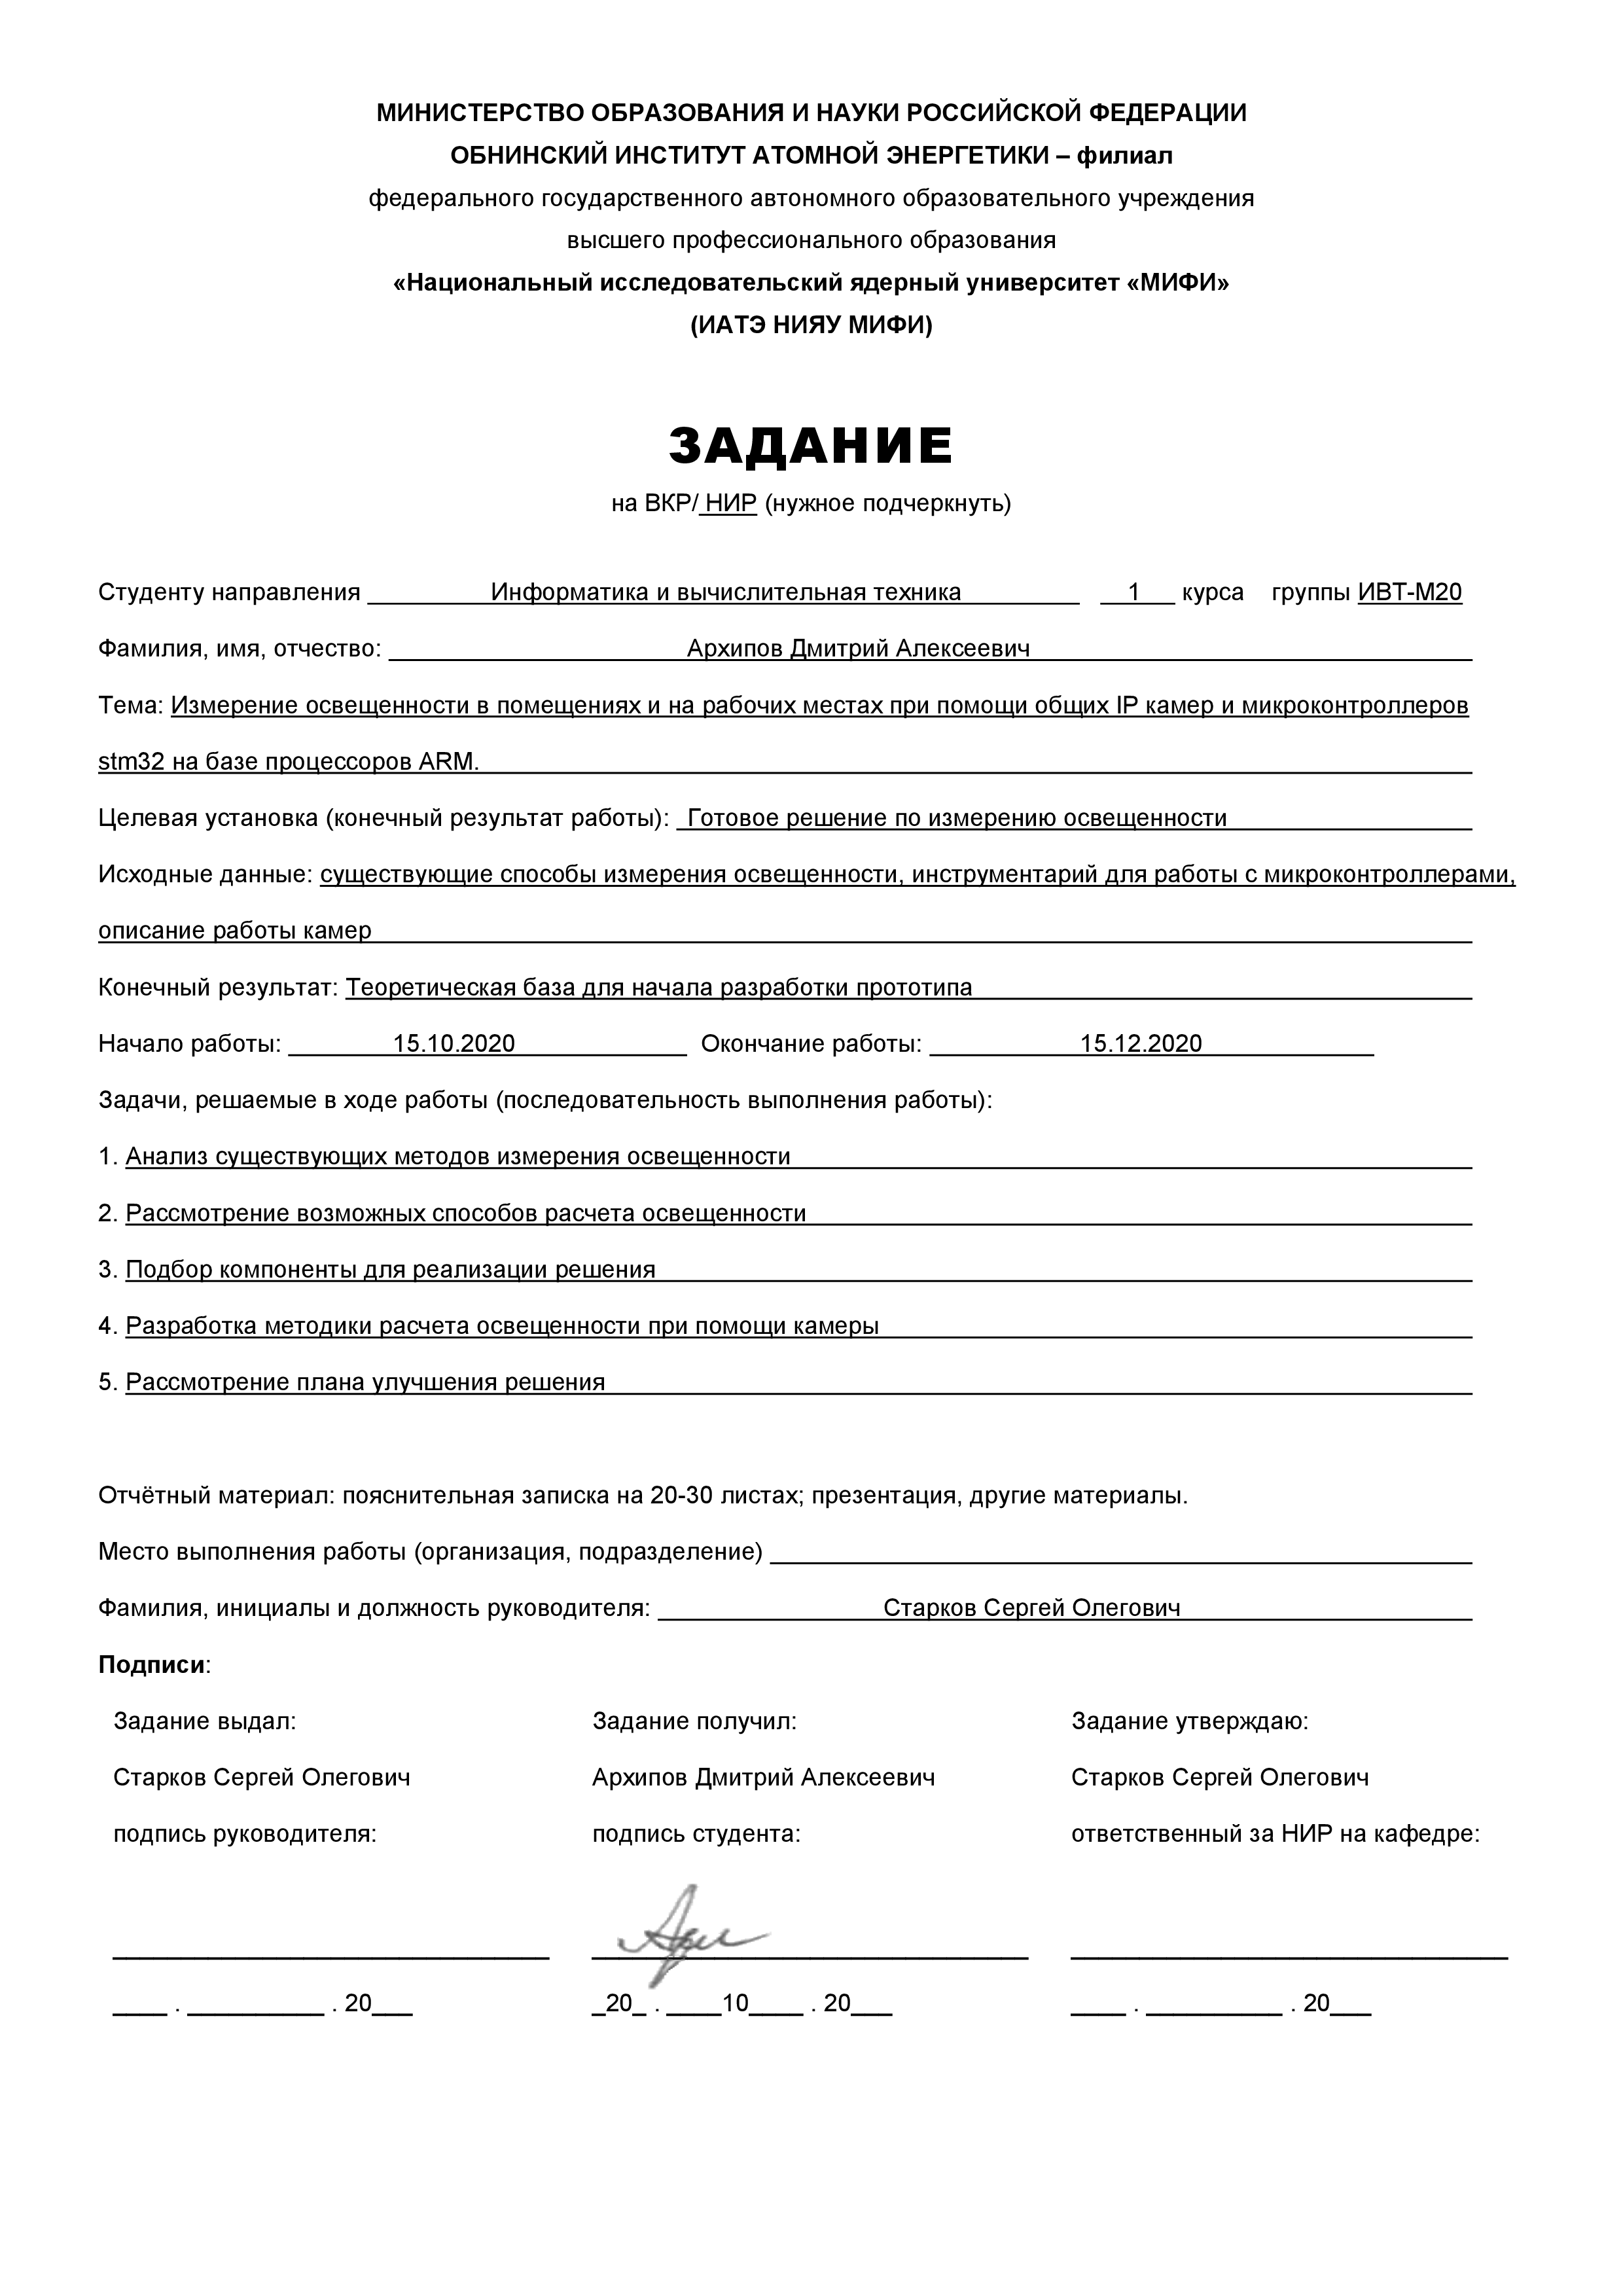 МИНИСТЕРСТВО ОБРАЗОВАНИЯ И НАУКИ РОССИЙСКОЙ ФЕДЕРАЦИИ
ОБНИНСКИЙ ИНСТИТУТ АТОМНОЙ ЭНЕРГЕТИКИ – филиал
федерального государственного автономного образовательного учреждения
высшего профессионального образования
«Национальный исследовательский ядерный университет «МИФИ»
(ИАТЭ НИЯУ МИФИ)
ЗАДАНИЕ
на ВКР/ НИР (нужное подчеркнуть)
Студенту направления Информатика и вычислительная техника 1 курса группы ИВТ-М20
Фамилия, имя, отчество: Архипов Дмитрий Алексеевич
Тема: Измерение освещенности в помещениях и на рабочих местах при помощи общих IP камер и микроконтроллеров
stm32 на базе процессоров ARM.
Целевая установка (конечный результат работы): Готовое решение по измерению освещенности
Исходные данные: существующие способы измерения освещенности, инструментарий для работы с микроконтроллерами,
описание работы камер
Конечный результат: Теоретическая база для начала разработки прототипа
Начало работы: 15.10.2020 Окончание работы: 15.12.2020
Задачи, решаемые в ходе работы (последовательность выполнения работы):
1. Анализ существующих методов измерения освещенности
2. Рассмотрение возможных способов расчета освещенности
3. Подбор компоненты для реализации решения
4. Разработка методики расчета освещенности при помощи камеры
5. Рассмотрение плана улучшения решения
Отчётный материал: пояснительная записка на 20-30 листах; презентация, другие материалы.
Место выполнения работы (организация, подразделение)
Фамилия, инициалы и должность руководителя: Старков Сергей Олегович
Подписи:
Задание выдал: Задание получил: Задание утверждаю:
Старков Сергей Олегович Архипов Дмитрий Алексеевич Старков Сергей Олегович
подпись руководителя: подпись студента: ответственный за НИР на кафедре:
____ . __________ . 20___ _20_ . ____10____ . 20___ ____ . __________ . 20___